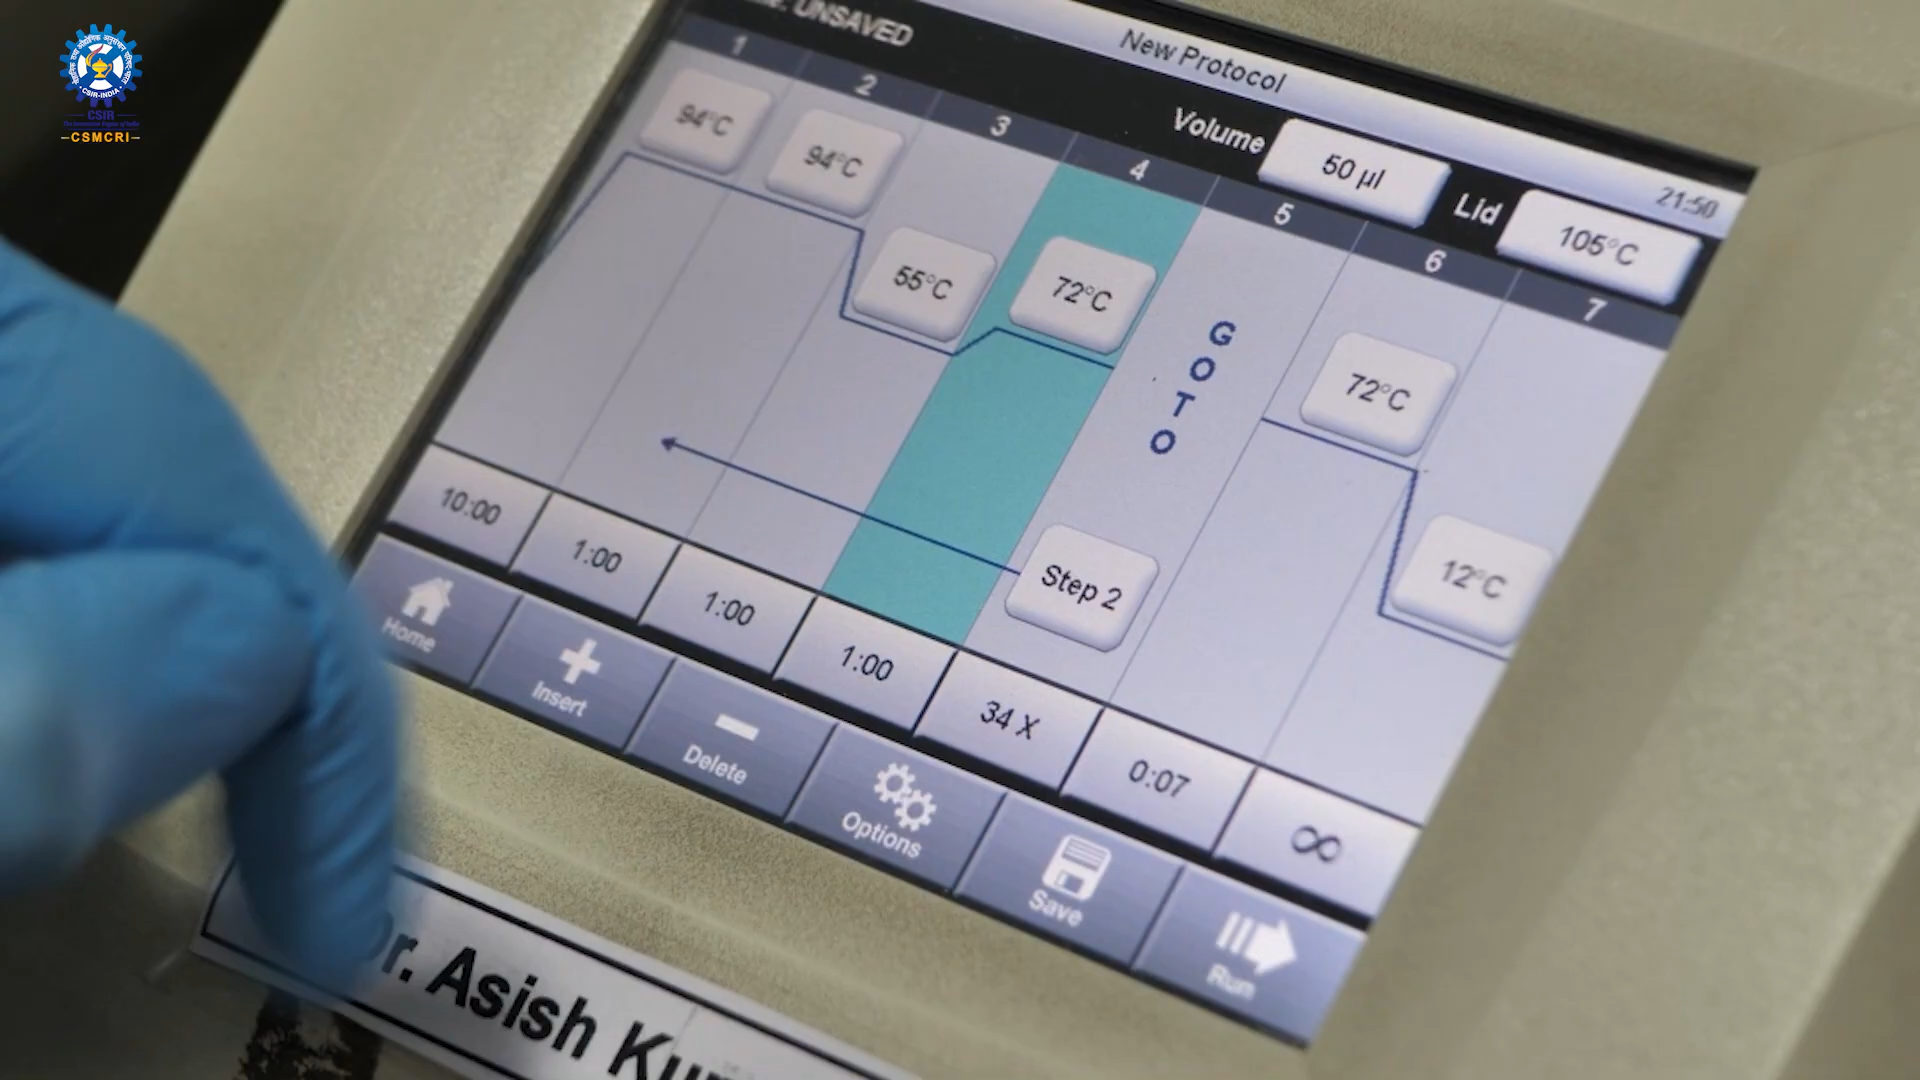 CSIR-INDIA
CSIR
CSMCRI
UNSAVED
New Protocol
21:50
Volume 50 µl Lid 105°C
1 2 3 4 5 6 7
94°C 94°C 55°C 72°C GOTO 72°C 12°C
Step 2
10:00 1:00 1:00 1:00 34 X 0:07 ∞
Home Insert Delete Options Save Run
r. Asish Ku